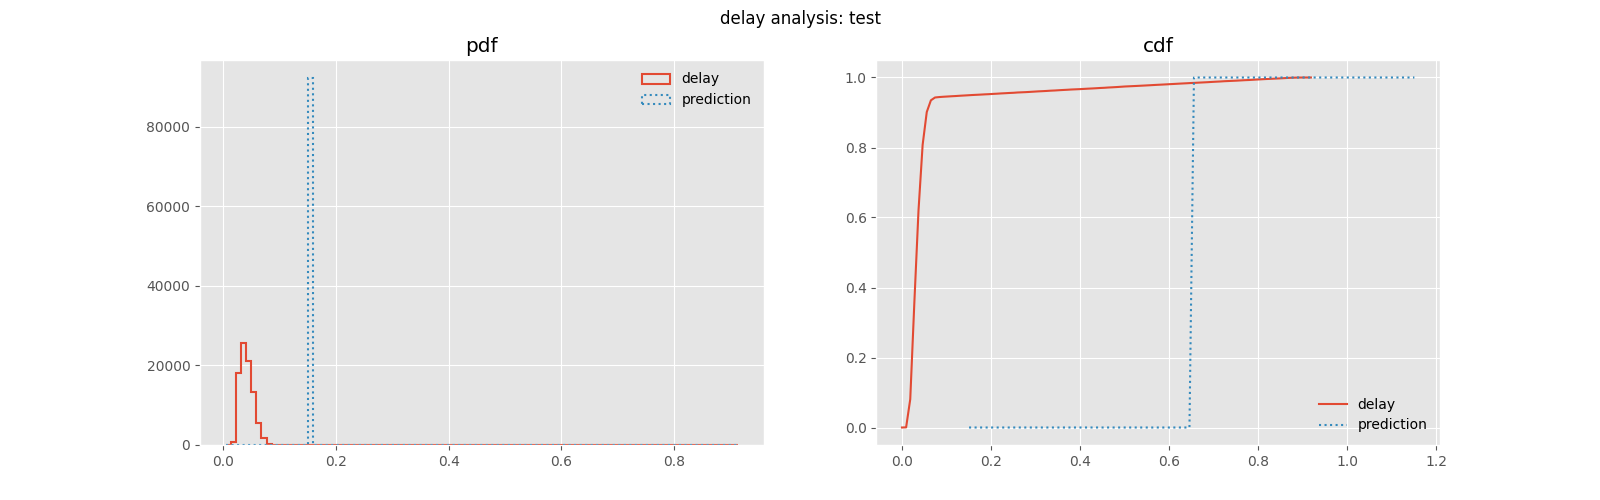 delay analysis: test
pdf
delay
prediction
80000
60000
40000
20000
0
0.0 0.2 0.4 0.6 0.8
cdf
1.0
0.8
0.6
0.4
0.2
0.0
delay
prediction
0.0 0.2 0.4 0.6 0.8 1.0 1.2